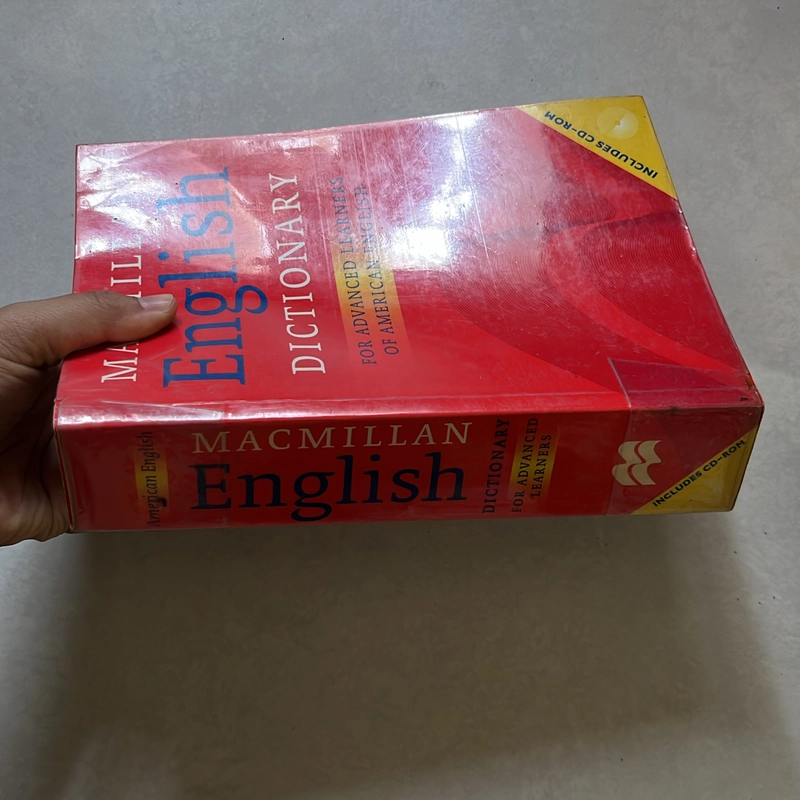 English
DICTIONARY
FOR ADVANCED LEARNERS
OF AMERICAN ENGLISH
INCLUDES CD-ROM
American English
MACMILLAN
English
DICTIONARY
FOR ADVANCED
LEARNERS
INCLUDES CD-ROM